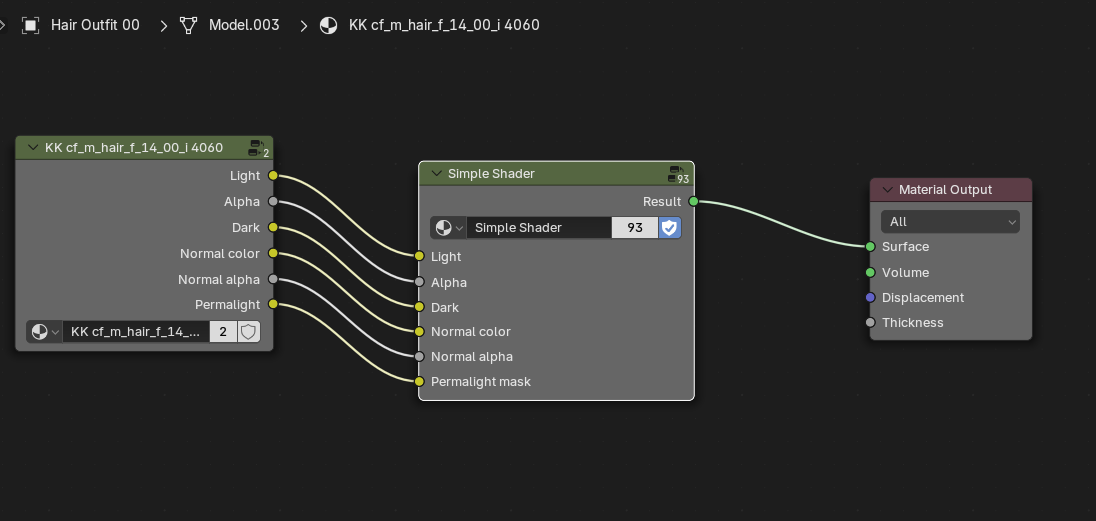 Hair Outfit 00
Model.003
KK cf_m_hair_f_14_00_i 4060
KK cf_m_hair_f_14_00_i 4060
2
Light
Alpha
Dark
Normal color
Normal alpha
Permalight
KK cf_m_hair_f_14_...
2
Simple Shader
93
Result
Simple Shader
93
Light
Alpha
Dark
Normal color
Normal alpha
Permalight mask
Material Output
All
Surface
Volume
Displacement
Thickness